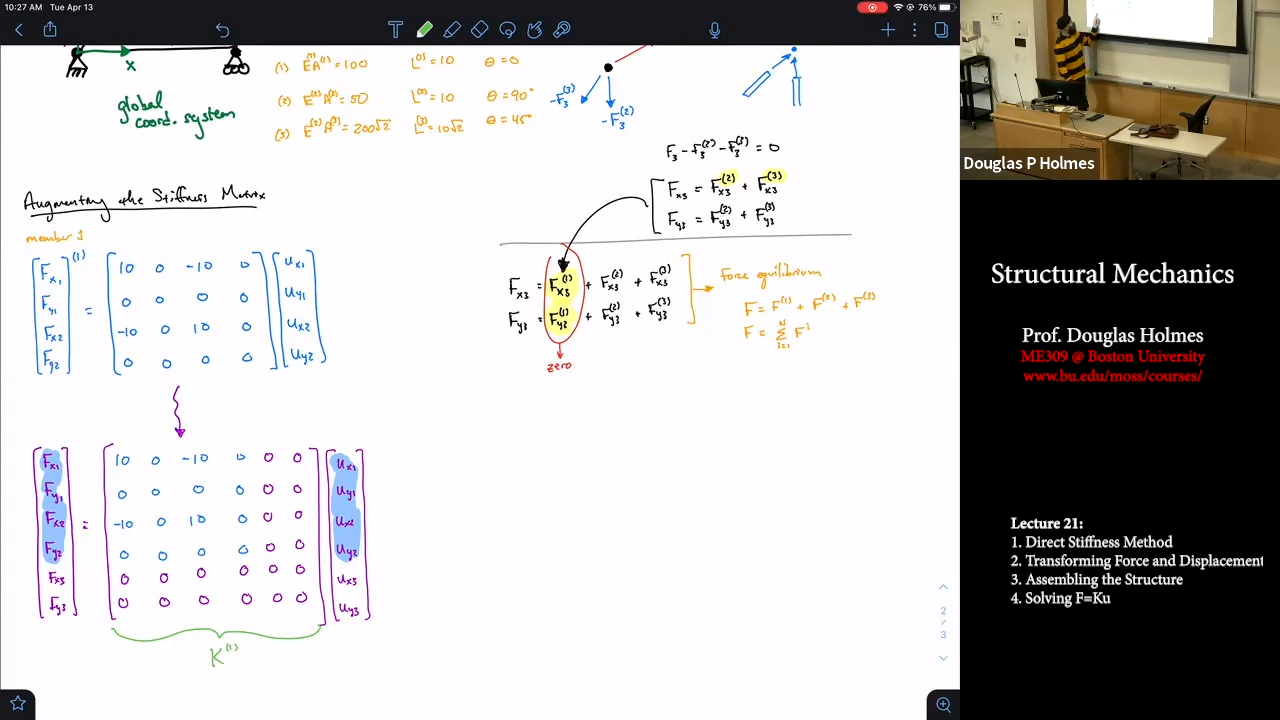 10:27 AM Tue Apr 13
76%
x
global
coord. system
(1) EA⁽¹⁾=100 L⁽¹⁾=10 θ=0
(2) E⁽²⁾A⁽²⁾=50 L⁽²⁾=10 θ=90°
(3) E⁽³⁾A⁽³⁾=200√2 L⁽³⁾=10√2 θ=45°
-F₃⁽³⁾
-F₃⁽²⁾
F₃ - F₃⁽²⁾ - F₃⁽³⁾ = 0
Fx3 = Fx3⁽²⁾ + Fx3⁽³⁾
Fy3 = Fy3⁽²⁾ + Fy3⁽³⁾
Augmenting the Stiffness Matrix
member 1
Fx1 ⁽¹⁾ 10 0 -10 0 ux1
Fy1 0 0 0 0 uy1
=
Fx2 -10 0 10 0 ux2
Fy2 0 0 0 0 uy2
Fx3 = Fx3⁽¹⁾ + Fx3⁽²⁾ + Fx3⁽³⁾
Fy3 = Fy2⁽¹⁾ + Fy3⁽²⁾ + Fy3⁽³⁾
zero
Force equilibrium
F = F⁽¹⁾ + F⁽²⁾ + F⁽³⁾
F = Σ Fⁱ
N
i=1
Fx1 10 0 -10 0 0 0 ux1
Fy1 0 0 0 0 0 0 uy1
Fx2 = -10 0 10 0 0 0 ux2
Fy2 0 0 0 0 0 0 uy2
Fx3 0 0 0 0 0 0 ux3
Fy3 0 0 0 0 0 0 uy3
K⁽¹⁾
2
/
3
Douglas P Holmes
Structural Mechanics
Prof. Douglas Holmes
ME309 @ Boston University
www.bu.edu/moss/courses/
Lecture 21:
1. Direct Stiffness Method
2. Transforming Force and Displacement
3. Assembling the Structure
4. Solving F=Ku